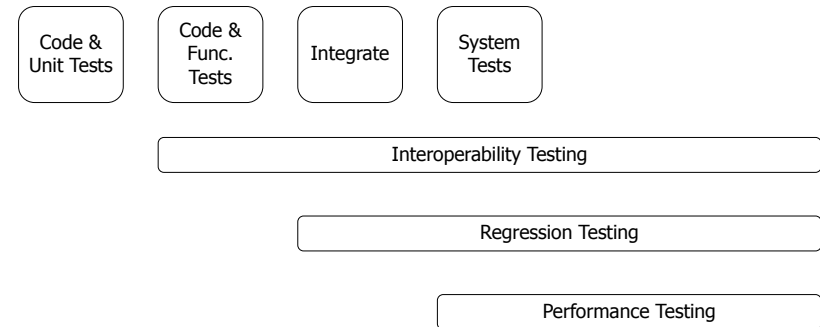 Code &
Unit Tests
Code &
Func.
Tests
Integrate
System
Tests
Interoperability Testing
Regression Testing
Performance Testing